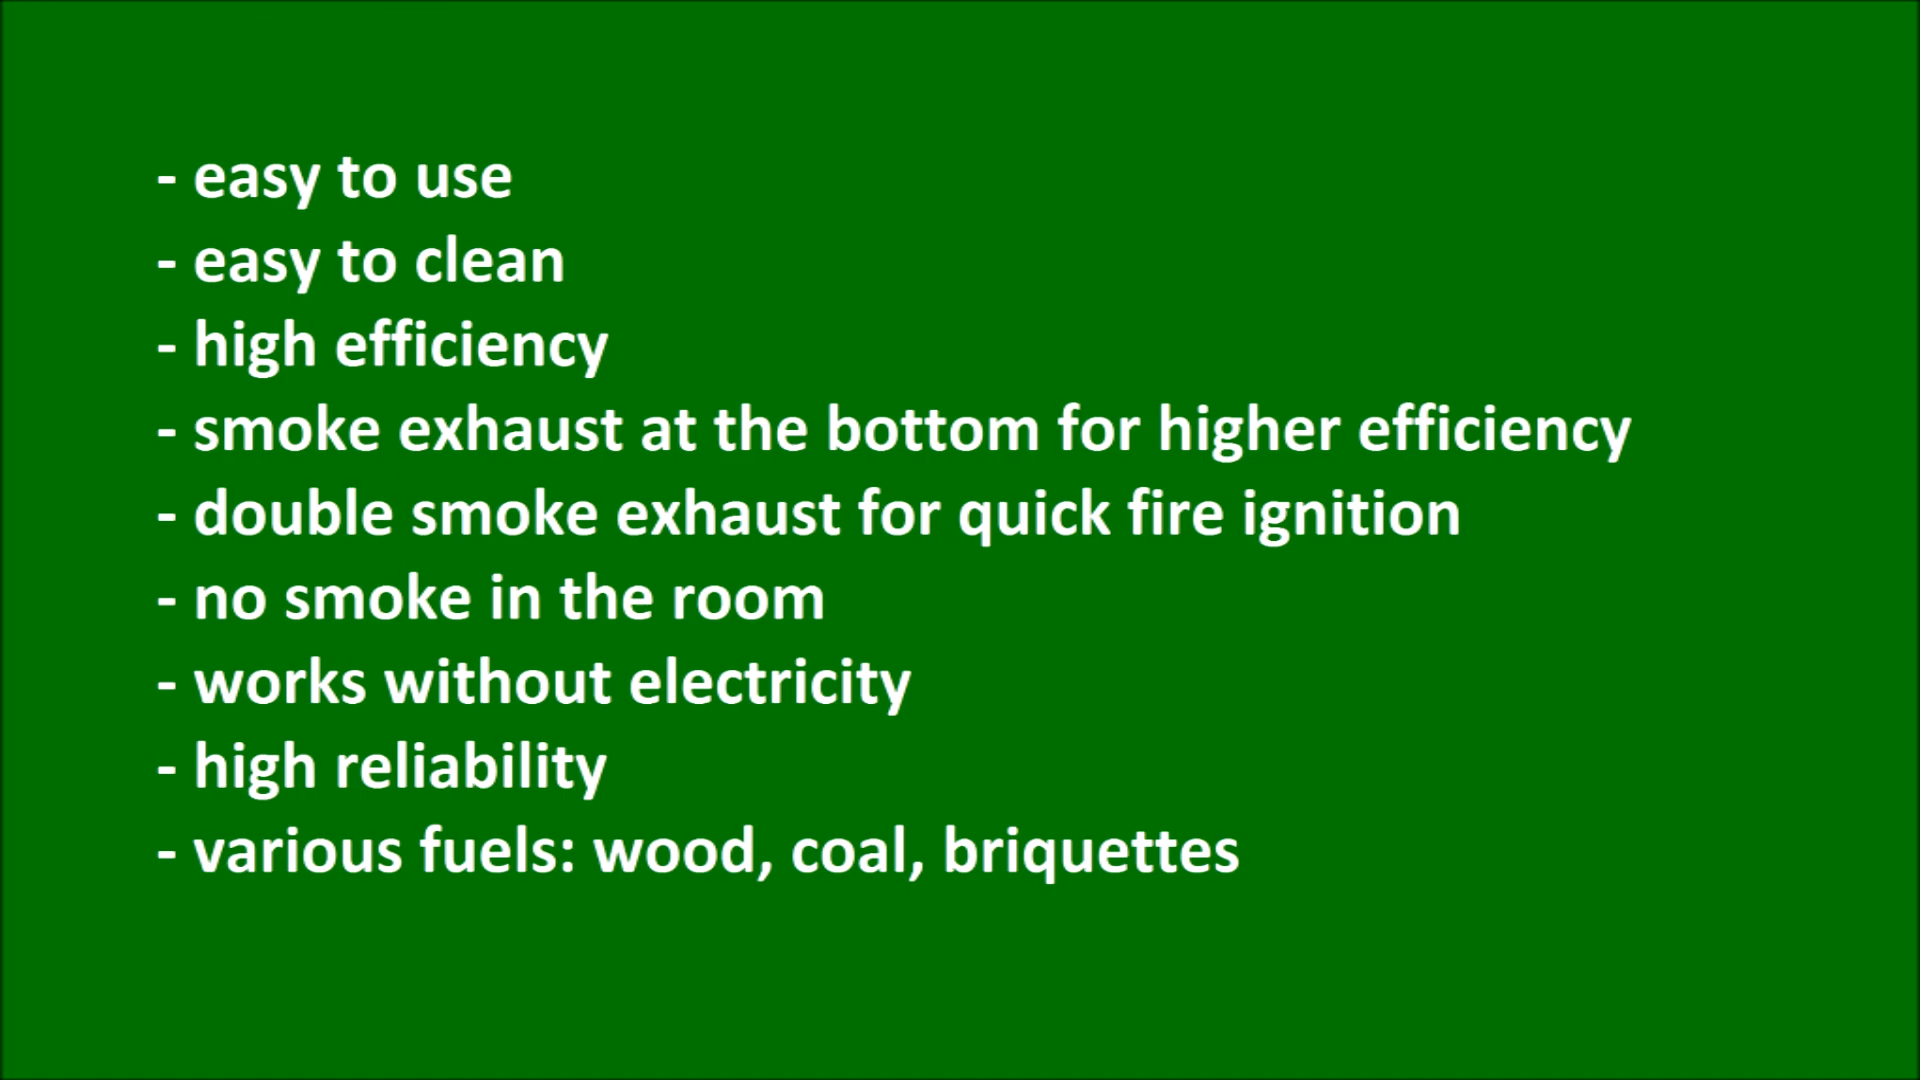 - easy to use
- easy to clean
- high efficiency
- smoke exhaust at the bottom for higher efficiency
- double smoke exhaust for quick fire ignition
- no smoke in the room
- works without electricity
- high reliability
- various fuels: wood, coal, briquettes